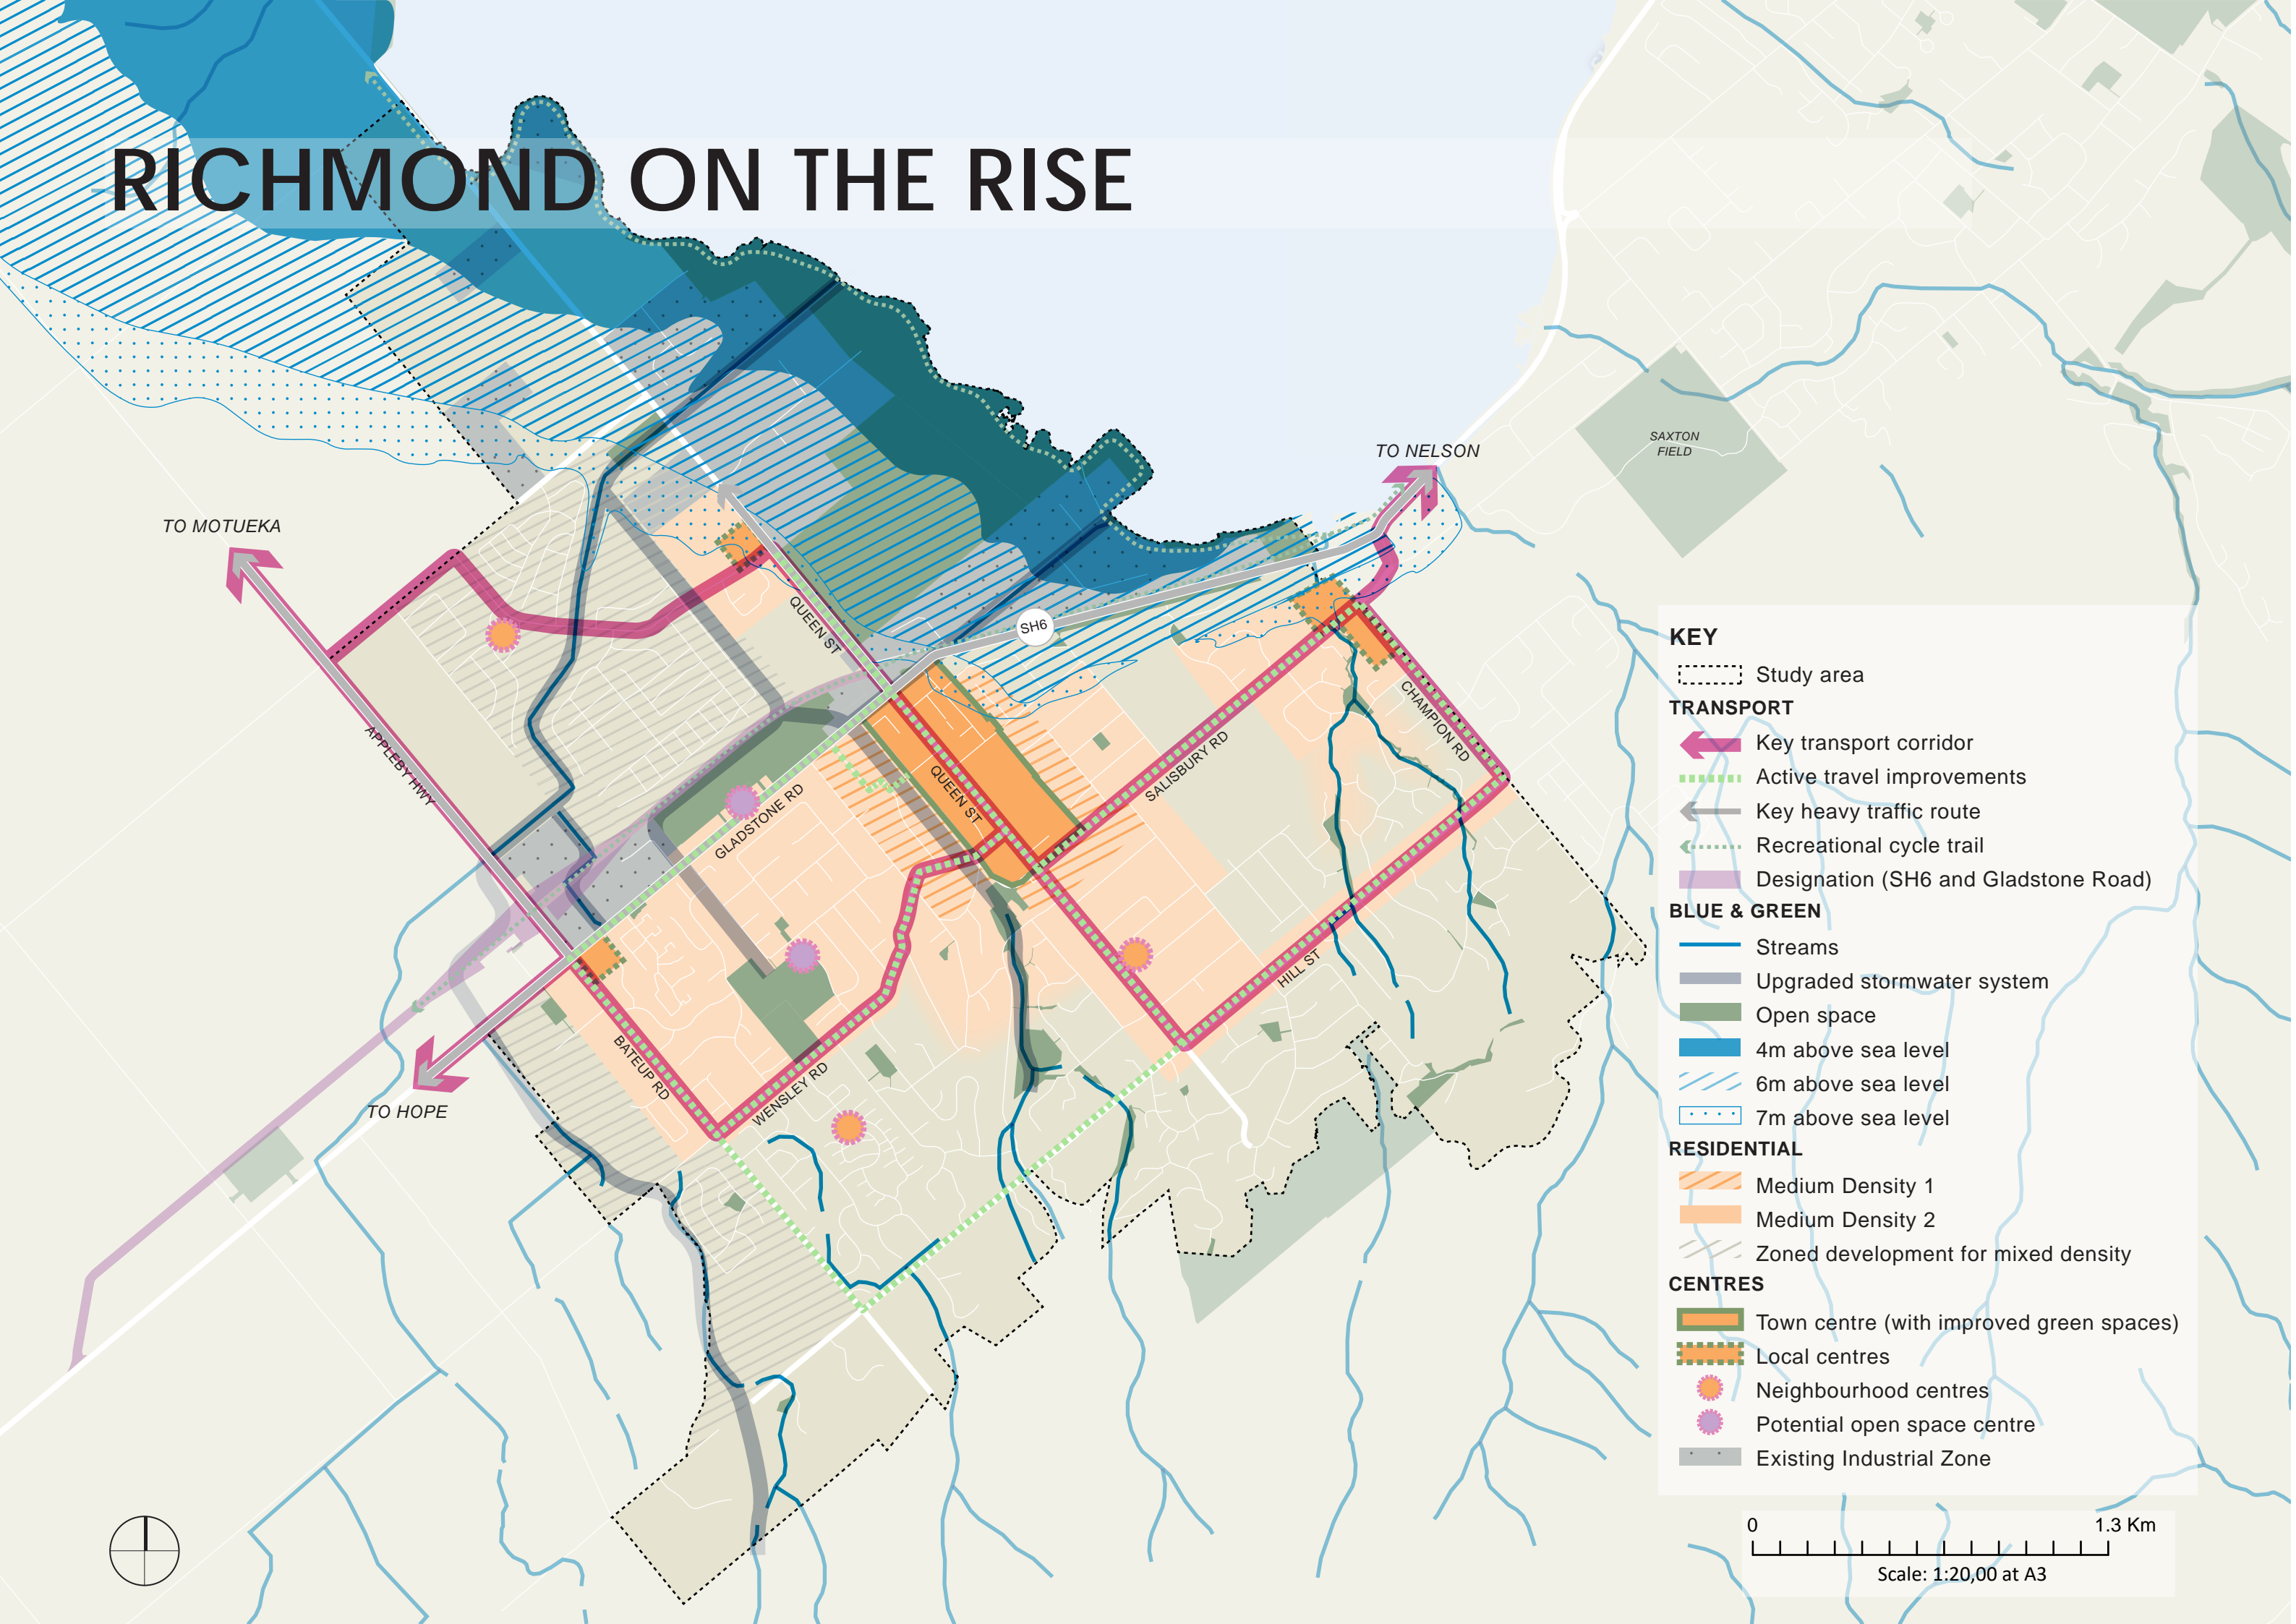 RICHMOND ON THE RISE
TO NELSON
SAXTON
FIELD
TO MOTUEKA
QUEEN ST
SH6
CHAMPION RD
APPLEBY HWY
QUEEN ST
SALISBURY RD
GLADSTONE RD
HILL ST
BATEUP RD
WENSLEY RD
TO HOPE
KEY
Study area
TRANSPORT
Key transport corridor
Active travel improvements
Key heavy traffic route
Recreational cycle trail
Designation (SH6 and Gladstone Road)
BLUE & GREEN
Streams
Upgraded stormwater system
Open space
4m above sea level
6m above sea level
7m above sea level
RESIDENTIAL
Medium Density 1
Medium Density 2
Zoned development for mixed density
CENTRES
Town centre (with improved green spaces)
Local centres
Neighbourhood centres
Potential open space centre
Existing Industrial Zone
0 1.3 Km
Scale: 1:20,00 at A3